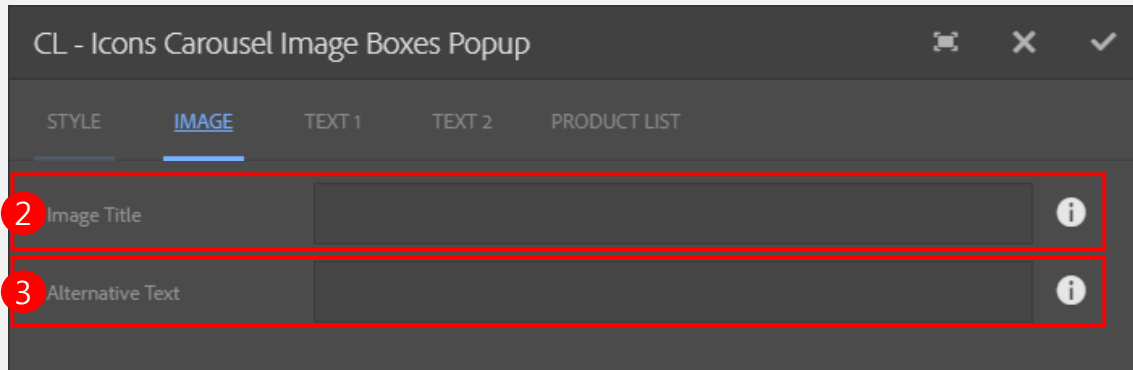 CL - Icons Carousel Image Boxes Popup
STYLE IMAGE TEXT 1 TEXT 2 PRODUCT LIST
2 Image Title
3 Alternative Text